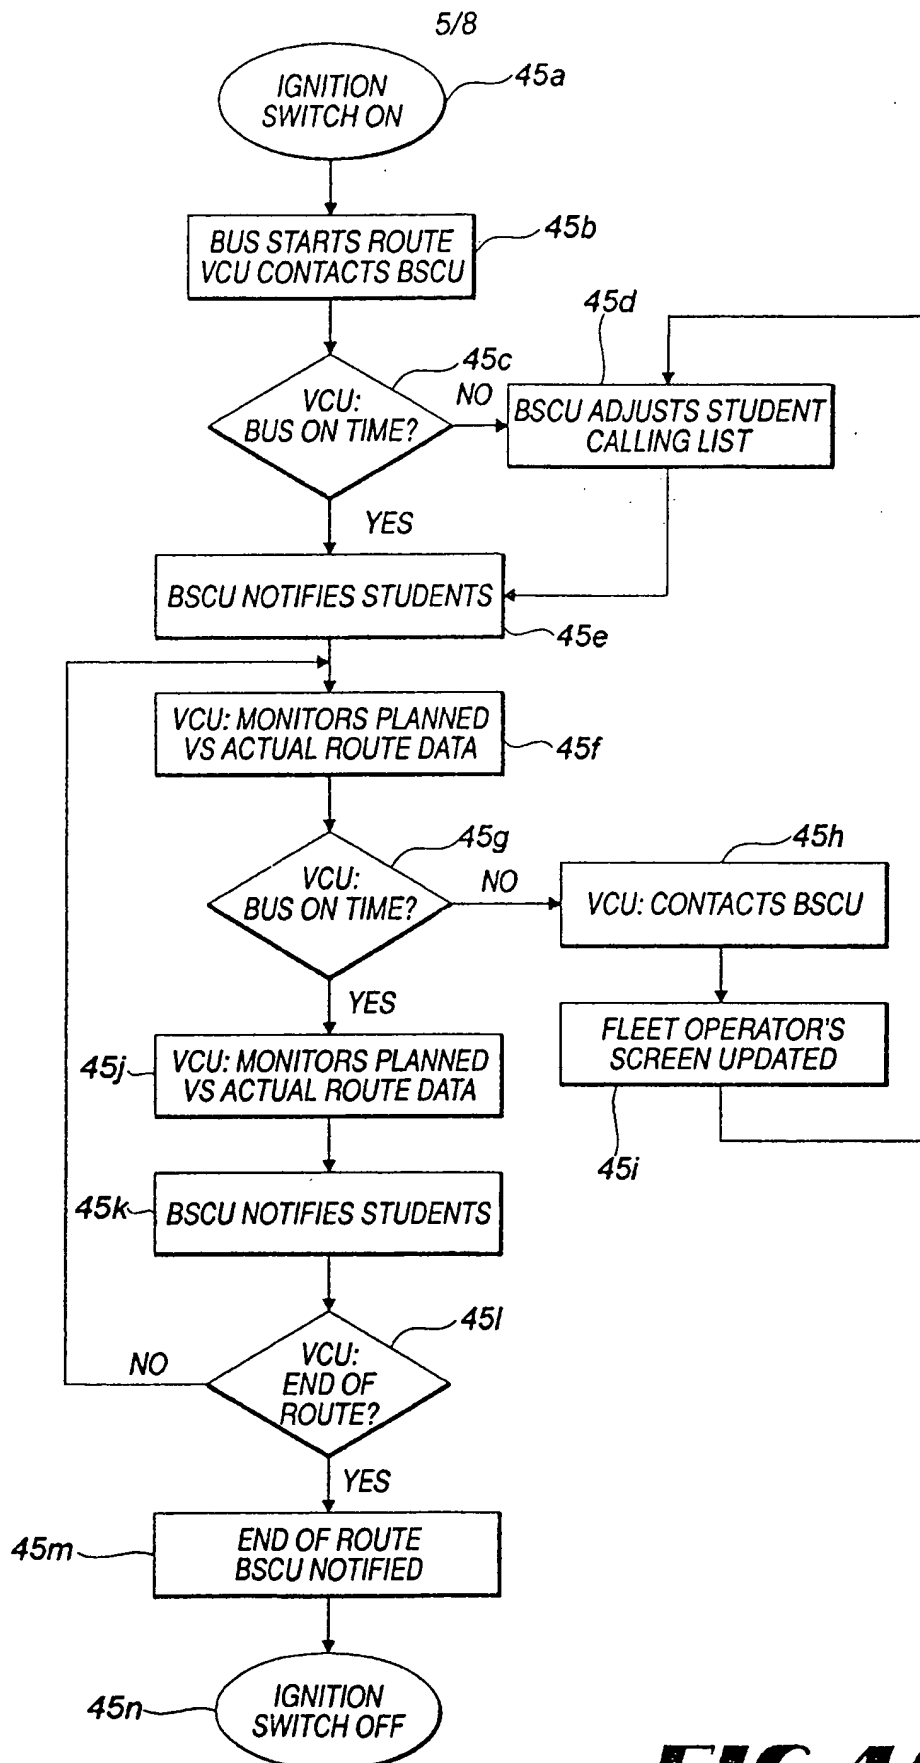 5/8
IGNITION
SWITCH ON
45a
BUS STARTS ROUTE
VCU CONTACTS BSCU
45b
VCU:
BUS ON TIME?
45c
NO
45d
BSCU ADJUSTS STUDENT
CALLING LIST
YES
BSCU NOTIFIES STUDENTS
45e
VCU: MONITORS PLANNED
VS ACTUAL ROUTE DATA
45f
VCU:
BUS ON TIME?
45g
NO
45h
VCU: CONTACTS BSCU
FLEET OPERATOR'S
SCREEN UPDATED
45i
YES
45j
VCU: MONITORS PLANNED
VS ACTUAL ROUTE DATA
45k
BSCU NOTIFIES STUDENTS
45l
VCU:
END OF
ROUTE?
NO
YES
45m
END OF ROUTE
BSCU NOTIFIED
45n
IGNITION
SWITCH OFF